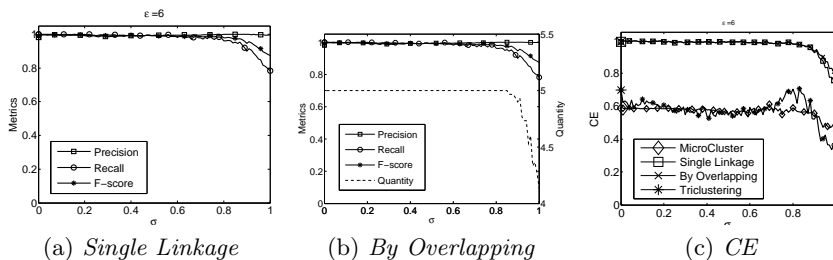 ε =6
1
0.8
0.6
0.4
0.2
1
Metrics
Precision
Recall
F−score
0
0.2
0.4
0.6
0.8
1
σ
(a) Single Linkage
1
0.8
0.6
0.4
0.2
1
Metrics
5.5
5
4.5
4
Quantity
Precision
Recall
F−score
Quantity
0
0.2
0.4
0.6
0.8
1
σ
(b) By Overlapping
ε=6
1
0.8
0.6
0.4
0.2
0
CE
MicroCluster
Single Linkage
By Overlapping
Triclustering
0
0.2
0.4
0.6
0.8
σ
(c) CE